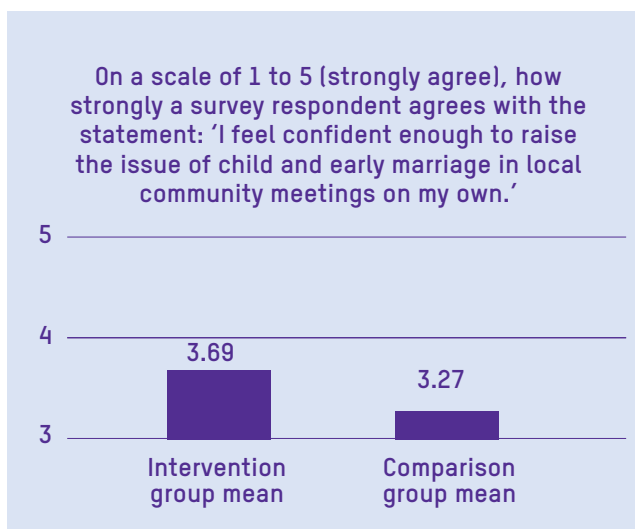 On a scale of 1 to 5 (strongly agree), how
strongly a survey respondent agrees with the
statement: ‘I feel confident enough to raise
the issue of child and early marriage in local
community meetings on my own.’
5
4
3.69
3.27
3
Intervention
group mean
Comparison
group mean